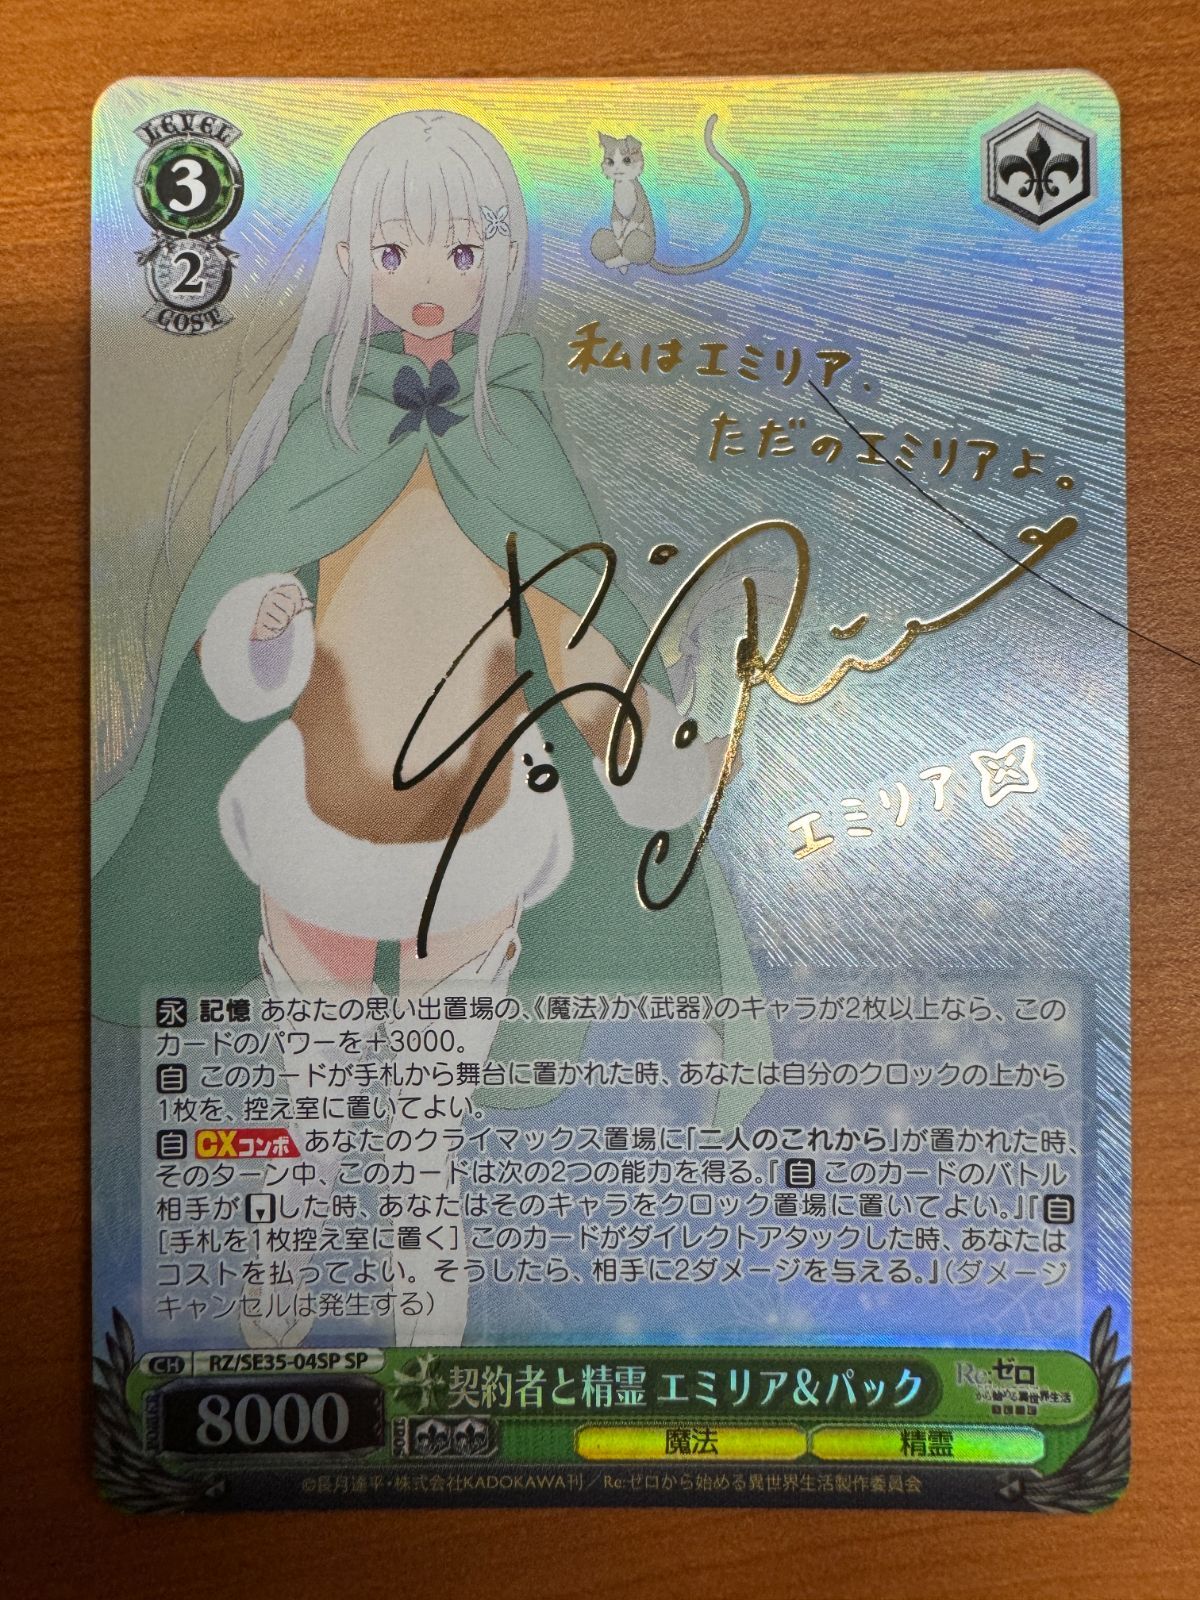 LEVEL
3
2
COST
私はエミリア、
ただのエミリアよ。
エミリア
永 記憶 あなたの思い出置場の、《魔法》か《武器》のキャラが2枚以上なら、この
カードのパワーを＋3000。
自 このカードが手札から舞台に置かれた時、あなたは自分のクロックの上から
1枚を、控え室に置いてよい。
自 CXコンボ あなたのクライマックス置場に「二人のこれから」が置かれた時、
そのターン中、このカードは次の2つの能力を得る。『自 このカードのバトル
相手が した時、あなたはそのキャラをクロック置場に置いてよい。』『自
［手札を1枚控え室に置く］ このカードがダイレクトアタックした時、あなたは
コストを払ってよい。そうしたら、相手に2ダメージを与える。』（ダメージ
キャンセルは発生する）
CH RZ/SE35-04SP SP
契約者と精霊 エミリア＆パック
Re:ゼロ
から始める異世界生活
POWER
8000
SOUL
魔法
精霊
©長月達平・株式会社KADOKAWA刊／Re:ゼロから始める異世界生活製作委員会